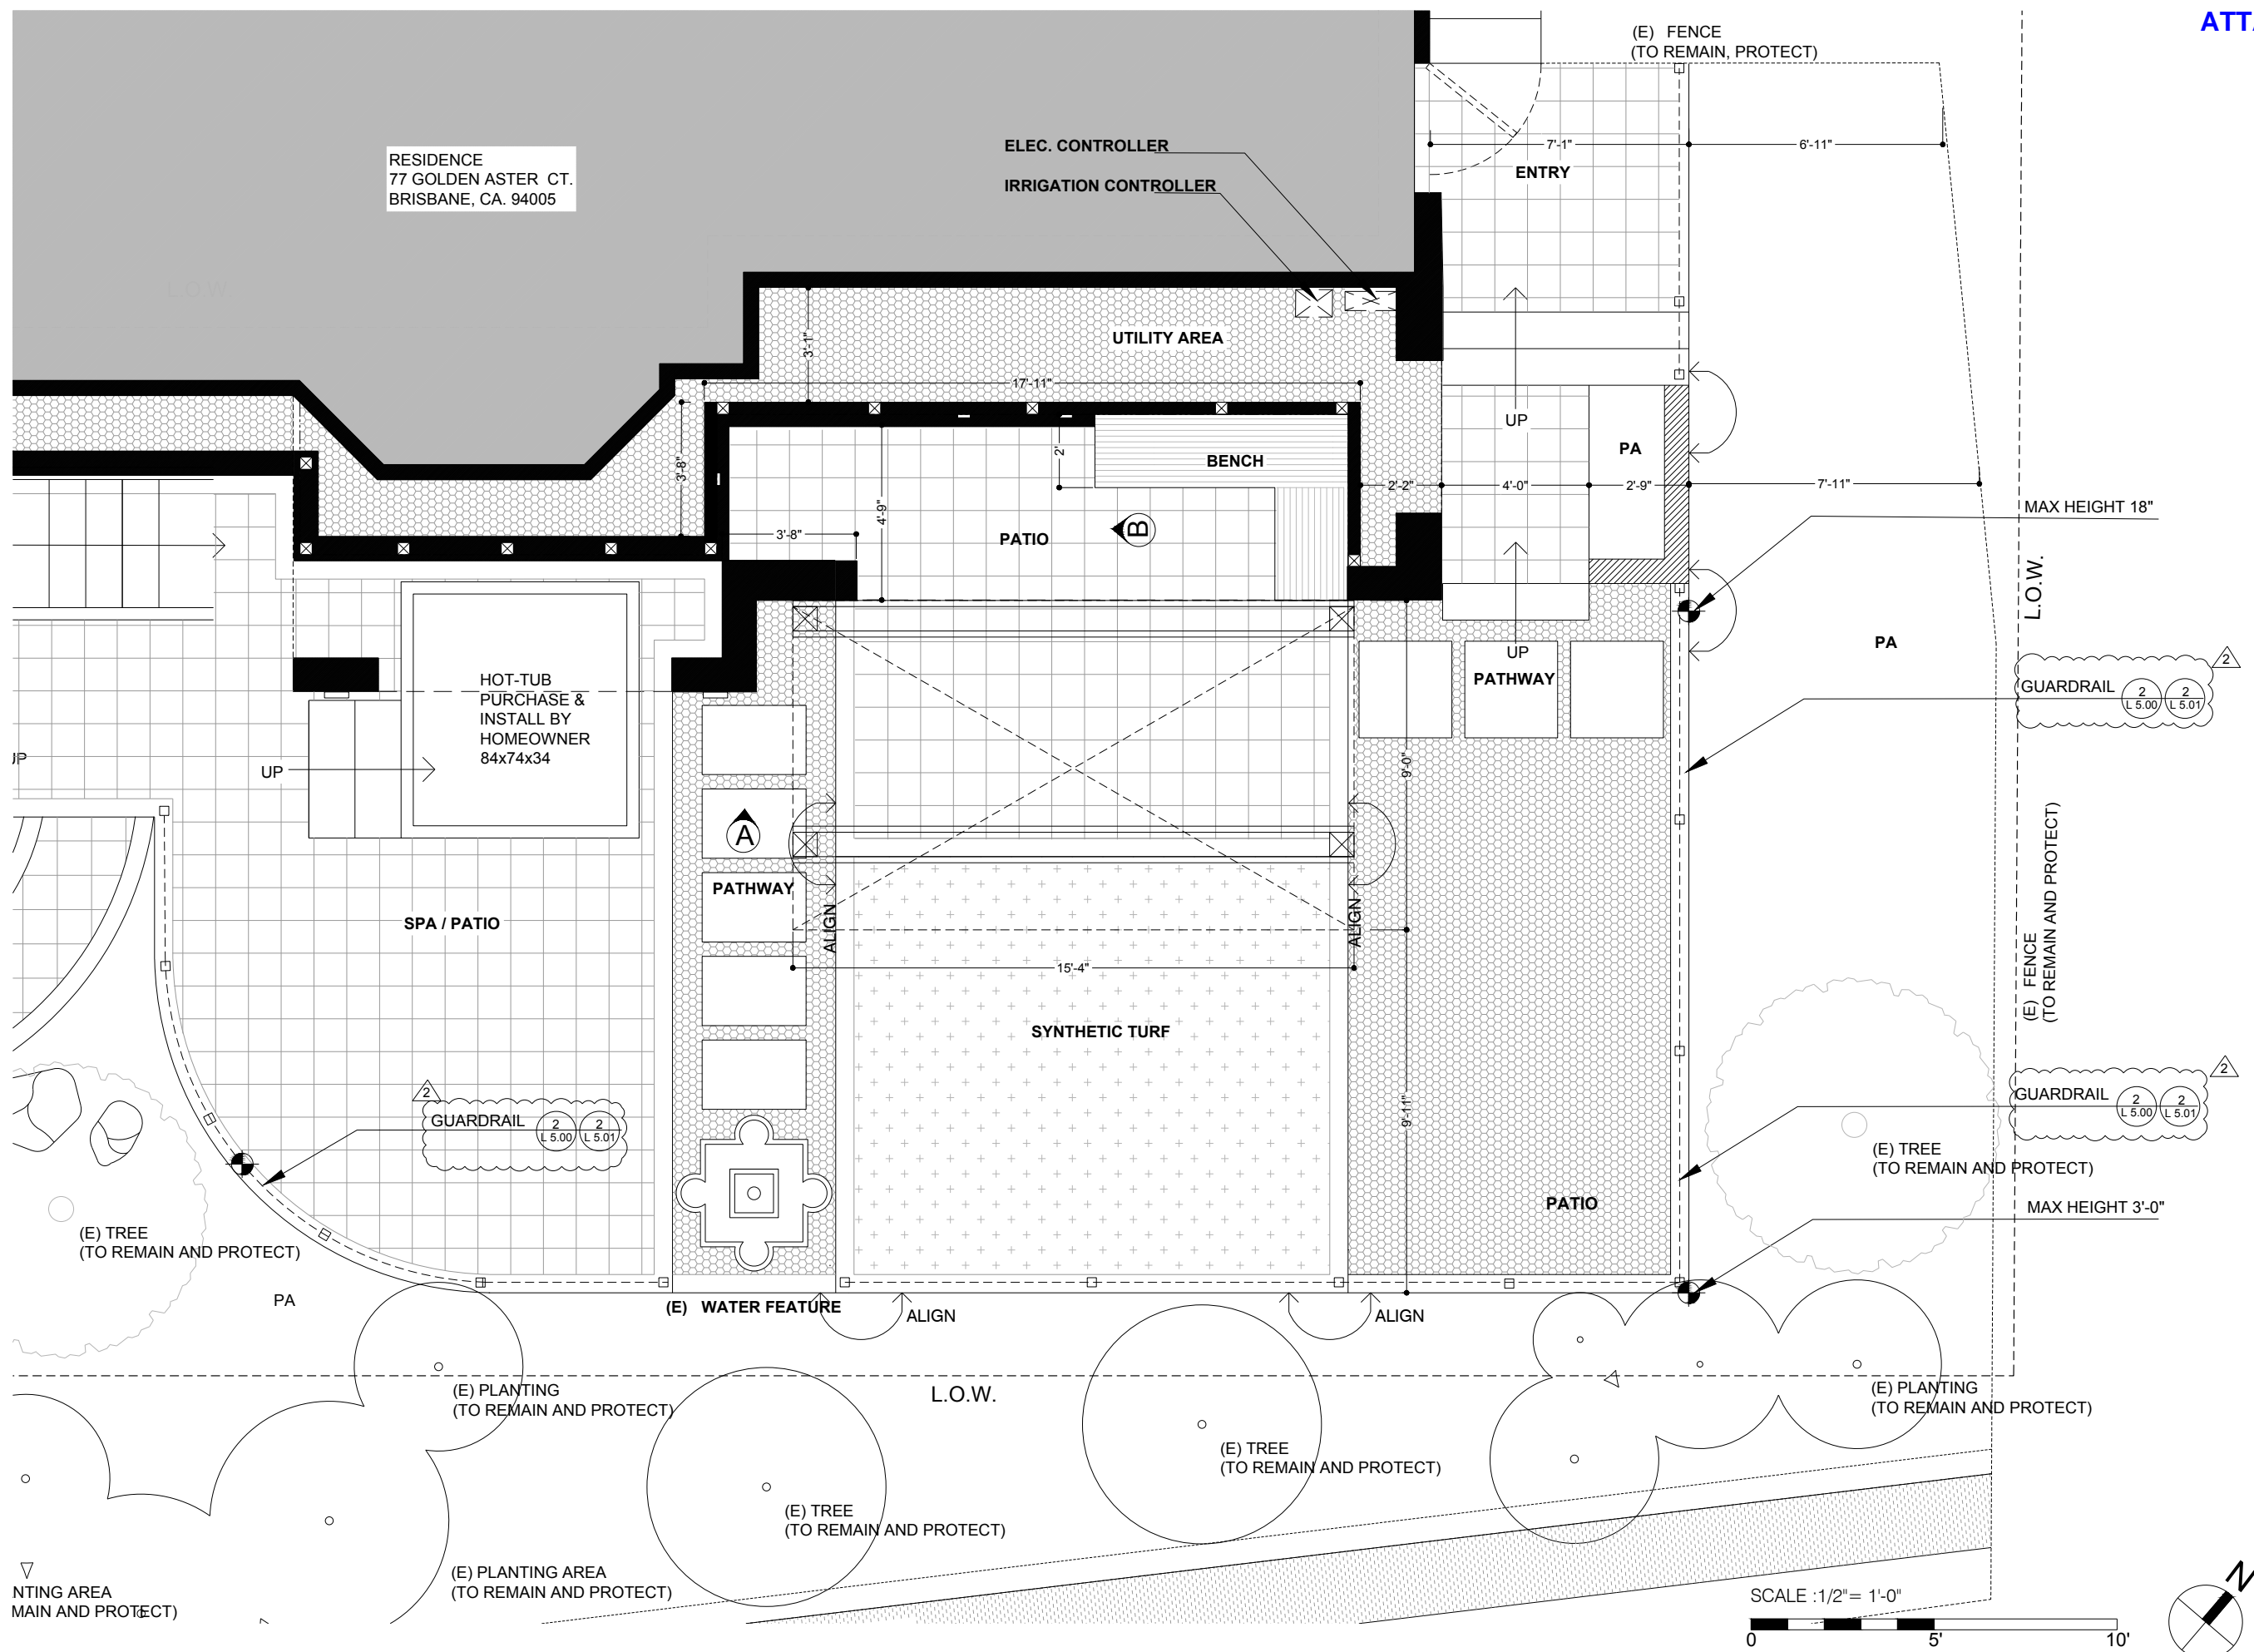 ATTA
(E) FENCE
(TO REMAIN, PROTECT)
RESIDENCE
77 GOLDEN ASTER CT.
BRISBANE, CA. 94005
ELEC. CONTROLLER
IRRIGATION CONTROLLER
7'-1"
6'-11"
ENTRY
L.O.W.
UTILITY AREA
3'-1"
17'-11"
UP
PA
BENCH
2'
3'-8"
2'-2"
4'-0"
2'-9"
7'-11"
4'-9"
3'-8"
PATIO
B
MAX HEIGHT 18"
L.O.W.
PA
UP
PATHWAY
HOT-TUB
PURCHASE &
INSTALL BY
HOMEOWNER
84x74x34
GUARDRAIL
2
L 5.00
2
L 5.01
2
UP
UP
9'-0"
A
PATHWAY
ALIGN
ALIGN
SPA / PATIO
15'-4"
(E) FENCE
(TO REMAIN AND PROTECT)
SYNTHETIC TURF
2
GUARDRAIL
2
L 5.00
2
L 5.01
9'-11"
2
GUARDRAIL
2
L 5.00
2
L 5.01
(E) TREE
(TO REMAIN AND PROTECT)
PATIO
MAX HEIGHT 3'-0"
(E) TREE
(TO REMAIN AND PROTECT)
PA
(E) WATER FEATURE
ALIGN
ALIGN
(E) PLANTING
(TO REMAIN AND PROTECT)
L.O.W.
(E) PLANTING
(TO REMAIN AND PROTECT)
(E) TREE
(TO REMAIN AND PROTECT)
(E) TREE
(TO REMAIN AND PROTECT)
(E) PLANTING AREA
(TO REMAIN AND PROTECT)
NTING AREA
MAIN AND PROTECT)
SCALE :1/2"= 1'-0"
0
5'
10'
N